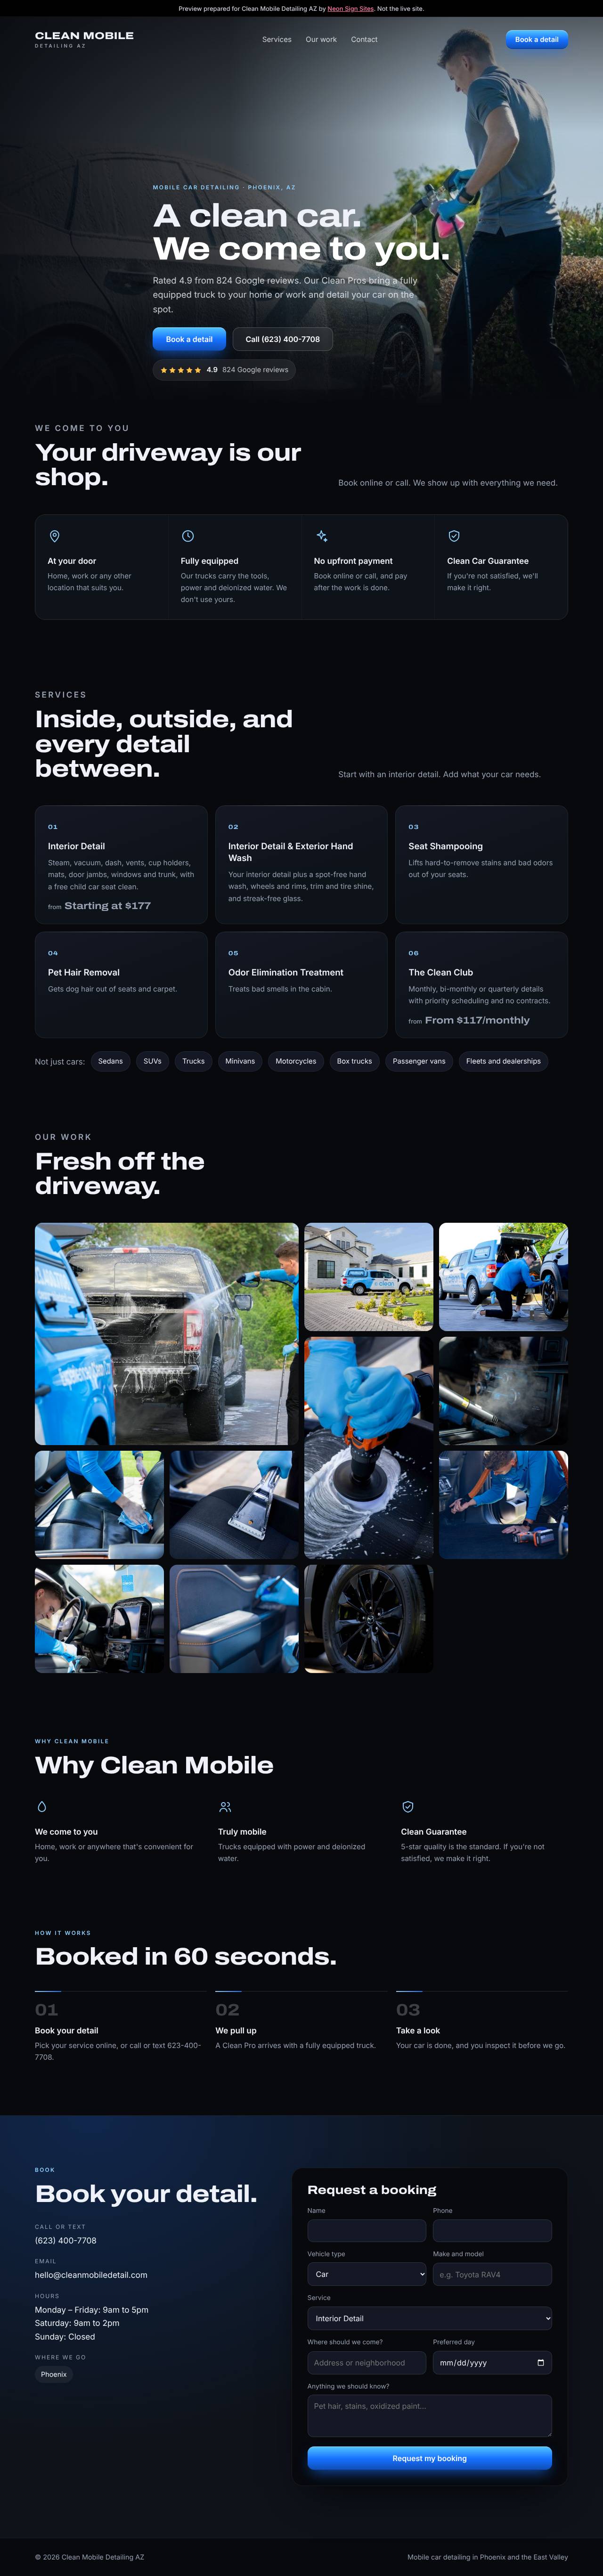 Preview prepared for Clean Mobile Detailing AZ by Neon Sign Sites. Not the live site.
CLEAN MOBILE
DETAILING AZ
Services
Our work
Contact
Book a detail
MOBILE CAR DETAILING · PHOENIX, AZ
A clean car.
We come to you.
Rated 4.9 from 824 Google reviews. Our Clean Pros bring a fully
equipped truck to your home or work and detail your car on the
spot.
Book a detail
Call (623) 400-7708
4.9 824 Google reviews
WE COME TO YOU
Your driveway is our
shop.
Book online or call. We show up with everything we need.
At your door
Home, work or any other
location that suits you.
Fully equipped
Our trucks carry the tools,
power and deionized water. We
don't use yours.
No upfront payment
Book online or call, and pay
after the work is done.
Clean Car Guarantee
If you're not satisfied, we'll
make it right.
SERVICES
Inside, outside, and
every detail
between.
Start with an interior detail. Add what your car needs.
01
Interior Detail
Steam, vacuum, dash, vents, cup holders,
mats, door jambs, windows and trunk, with
a free child car seat clean.
from Starting at $177
02
Interior Detail & Exterior Hand
Wash
Your interior detail plus a spot-free hand
wash, wheels and rims, trim and tire shine,
and streak-free glass.
03
Seat Shampooing
Lifts hard-to-remove stains and bad odors
out of your seats.
04
Pet Hair Removal
Gets dog hair out of seats and carpet.
05
Odor Elimination Treatment
Treats bad smells in the cabin.
06
The Clean Club
Monthly, bi-monthly or quarterly details
with priority scheduling and no contracts.
from From $117/monthly
Not just cars:
Sedans
SUVs
Trucks
Minivans
Motorcycles
Box trucks
Passenger vans
Fleets and dealerships
OUR WORK
Fresh off the
driveway.
WHY CLEAN MOBILE
Why Clean Mobile
We come to you
Home, work or anywhere that's convenient for
you.
Truly mobile
Trucks equipped with power and deionized
water.
Clean Guarantee
5-star quality is the standard. If you're not
satisfied, we make it right.
HOW IT WORKS
Booked in 60 seconds.
01
Book your detail
Pick your service online, or call or text 623-400-
7708.
02
We pull up
A Clean Pro arrives with a fully equipped truck.
03
Take a look
Your car is done, and you inspect it before we go.
BOOK
Book your detail.
CALL OR TEXT
(623) 400-7708
EMAIL
hello@cleanmobiledetail.com
HOURS
Monday – Friday: 9am to 5pm
Saturday: 9am to 2pm
Sunday: Closed
WHERE WE GO
Phoenix
Request a booking
Name
Phone
Vehicle type
Make and model
Car
e.g. Toyota RAV4
Service
Interior Detail
Where should we come?
Preferred day
Address or neighborhood
mm/dd/yyyy
Anything we should know?
Pet hair, stains, oxidized paint...
Request my booking
© 2026 Clean Mobile Detailing AZ
Mobile car detailing in Phoenix and the East Valley